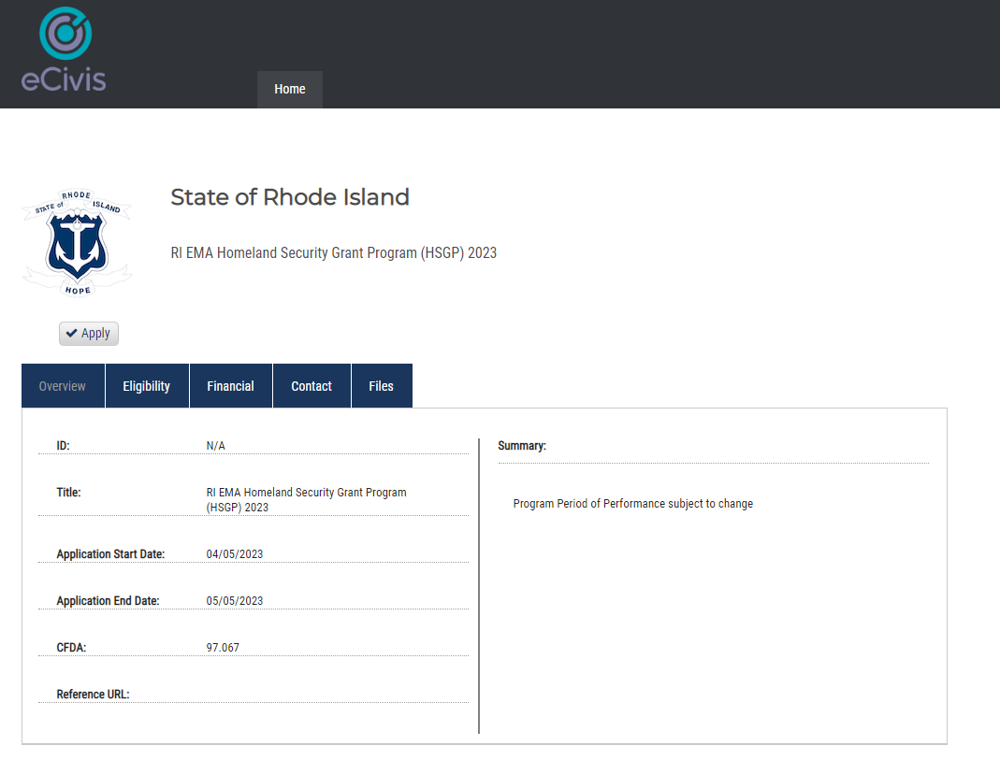 eCivis
Home
RHODE
STATE of ISLAND
HOPE
State of Rhode Island
RI EMA Homeland Security Grant Program (HSGP) 2023
Apply
Overview Eligibility Financial Contact Files
ID: N/A
Title: RI EMA Homeland Security Grant Program
(HSGP) 2023
Application Start Date: 04/05/2023
Application End Date: 05/05/2023
CFDA: 97.067
Reference URL:
Summary:
Program Period of Performance subject to change